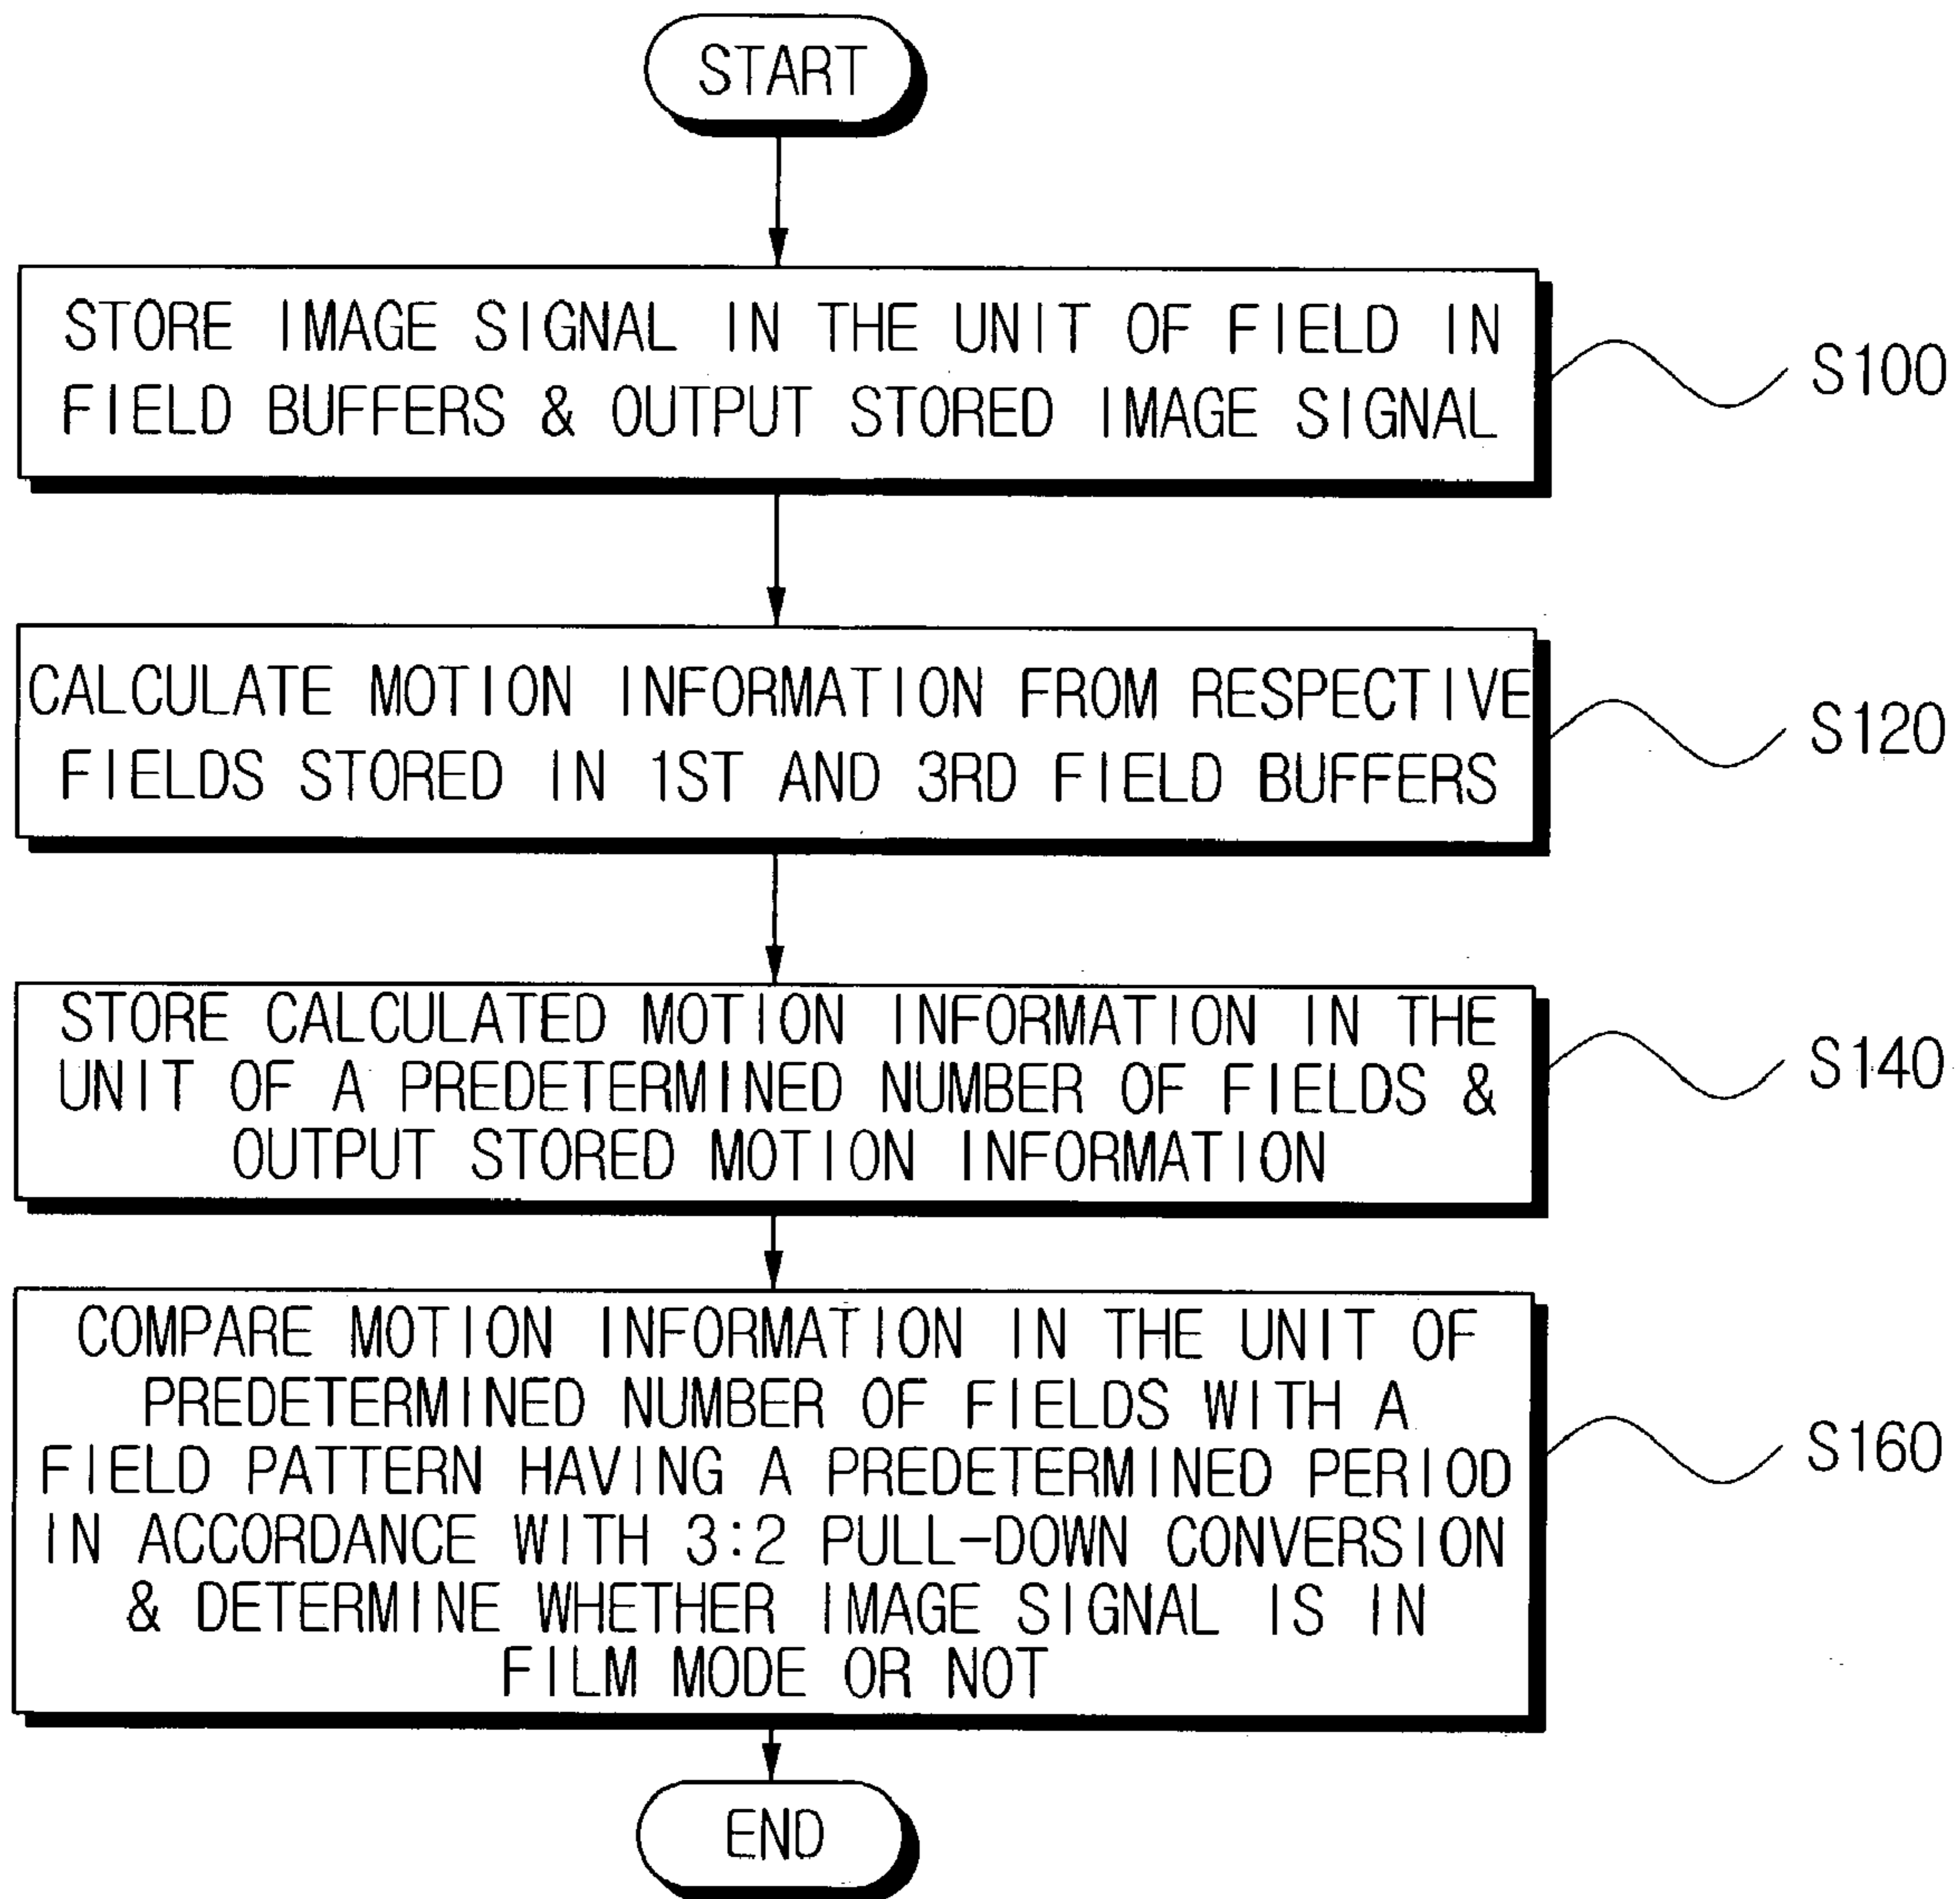 START
STORE IMAGE SIGNAL IN THE UNIT OF FIELD IN
FIELD BUFFERS & OUTPUT STORED IMAGE SIGNAL
S100
CALCULATE MOTION INFORMATION FROM RESPECTIVE
FIELDS STORED IN 1ST AND 3RD FIELD BUFFERS
S120
STORE CALCULATED MOTION INFORMATION IN THE
UNIT OF A PREDETERMINED NUMBER OF FIELDS &
OUTPUT STORED MOTION INFORMATION
S140
COMPARE MOTION INFORMATION IN THE UNIT OF
PREDETERMINED NUMBER OF FIELDS WITH A
FIELD PATTERN HAVING A PREDETERMINED PERIOD
IN ACCORDANCE WITH 3:2 PULL-DOWN CONVERSION
& DETERMINE WHETHER IMAGE SIGNAL IS IN
FILM MODE OR NOT
S160
END